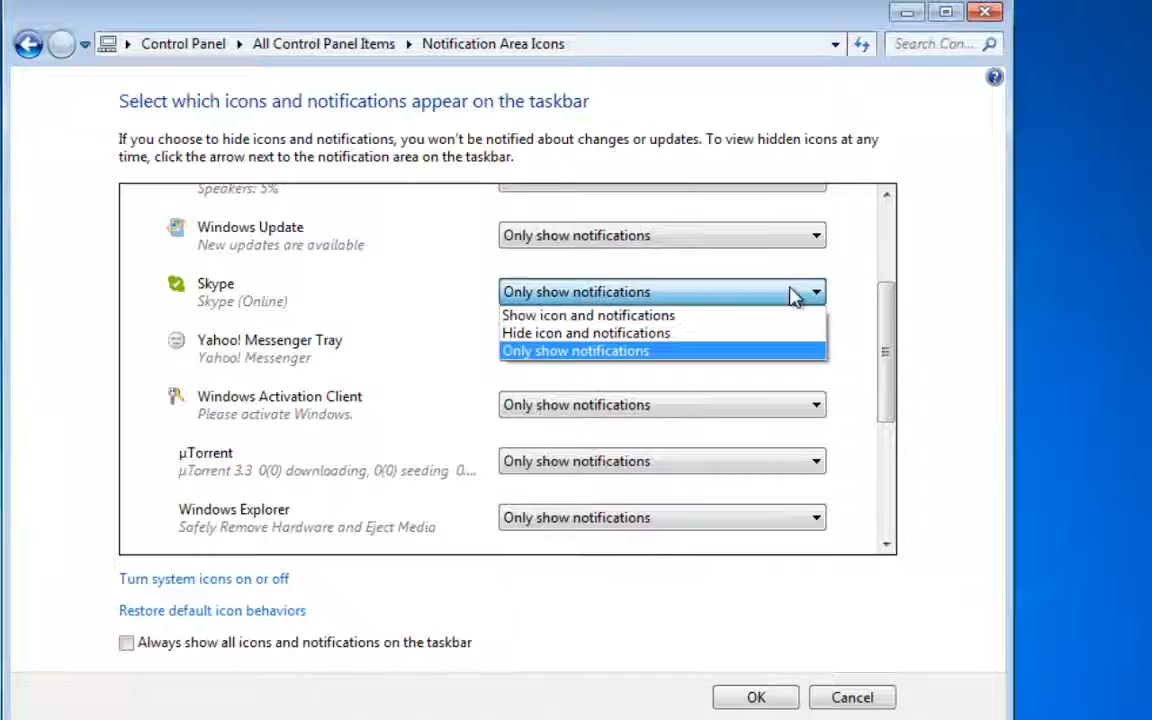 Control Panel All Control Panel Items Notification Area Icons Search Con...
Select which icons and notifications appear on the taskbar
If you choose to hide icons and notifications, you won't be notified about changes or updates. To view hidden icons at any
time, click the arrow next to the notification area on the taskbar.
Speakers: 5%
Windows Update
New updates are available
Only show notifications
Skype
Skype (Online)
Only show notifications
Show icon and notifications
Hide icon and notifications
Only show notifications
Yahoo! Messenger Tray
Yahoo! Messenger
Windows Activation Client
Please activate Windows.
Only show notifications
µTorrent
µTorrent 3.3 0(0) downloading, 0(0) seeding 0....
Only show notifications
Windows Explorer
Safely Remove Hardware and Eject Media
Only show notifications
Turn system icons on or off
Restore default icon behaviors
Always show all icons and notifications on the taskbar
OK Cancel